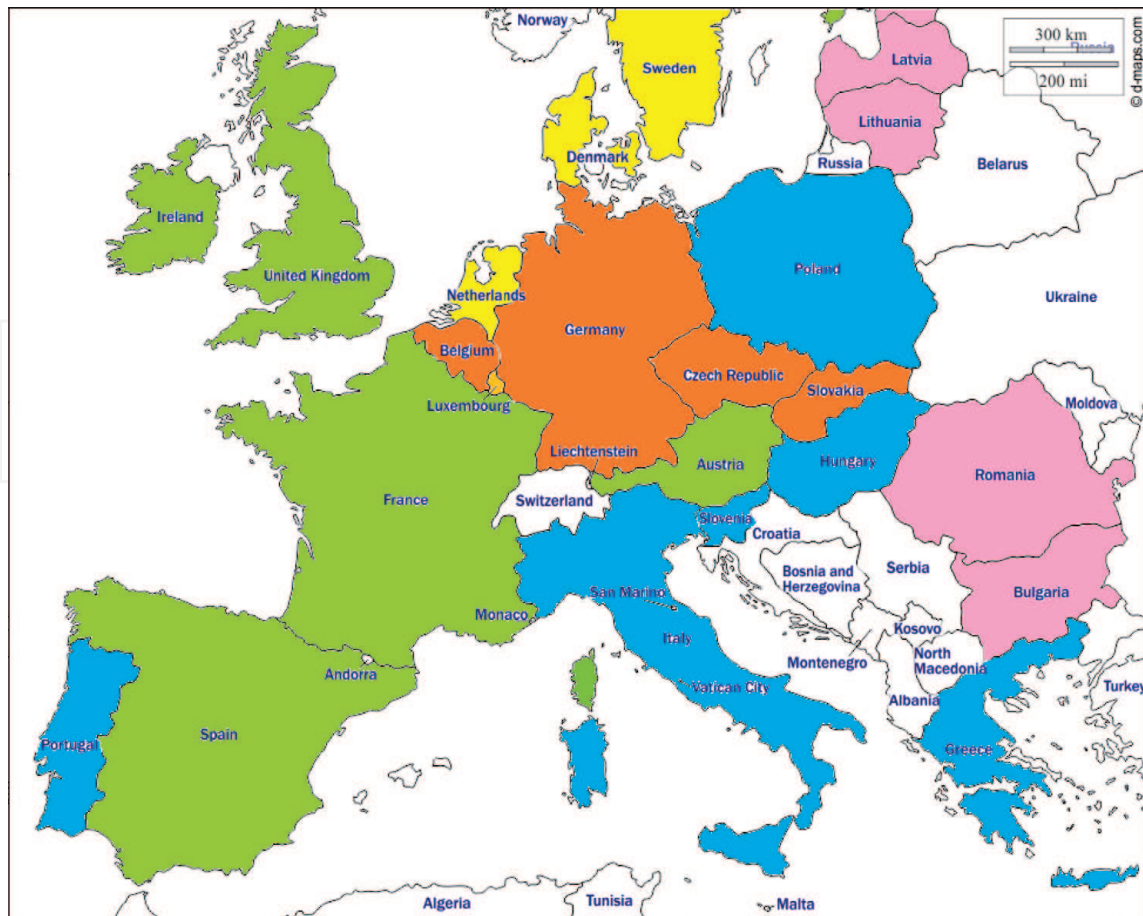 Norway
300 km
Russia
200 mi
© d-maps.com
Sweden
Latvia
Lithuania
Denmark
Russia
Belarus
Ireland
United Kingdom
Netherlands
Poland
Ukraine
Germany
Belgium
Czech Republic
Slovakia
Luxembourg
Moldova
Liechtenstein
Austria
Hungary
Romania
France
Switzerland
Slovenia
Croatia
Serbia
Bosnia and
Herzegovina
San Marino
Bulgaria
Monaco
Kosovo
Italy
North
Macedonia
Montenegro
Andorra
Turkey
Vatican City
Albania
Spain
Portugal
Greece
Algeria
Tunisia
Malta